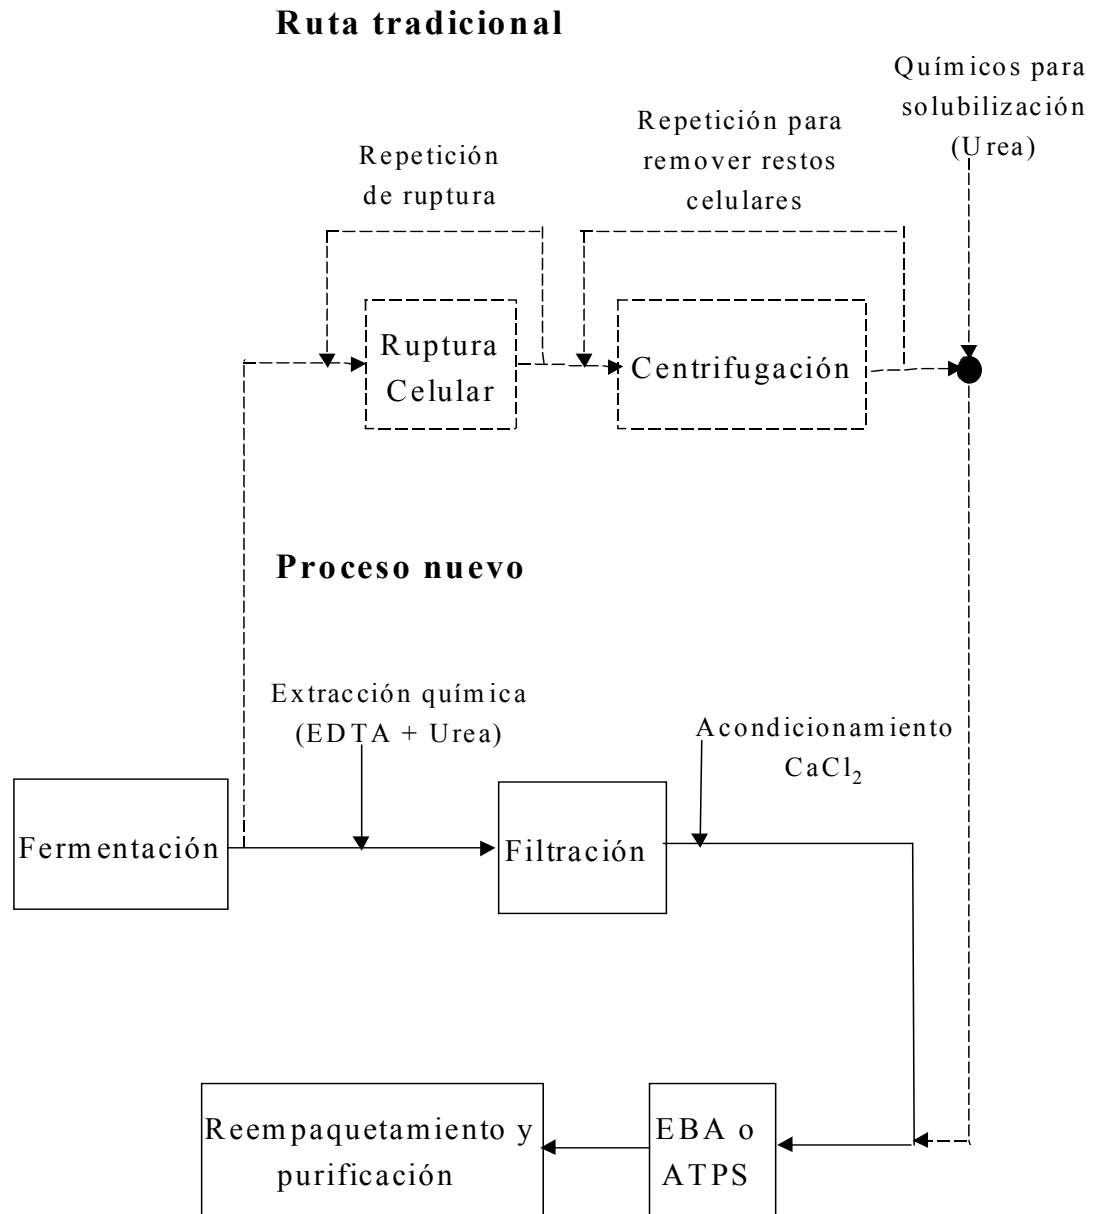 Ruta tradicional
Químicos para
solubilización
(Urea)
Repetición para
remover restos
celulares
Repetición
de ruptura
Ruptura
Celular
Centrifugación
Proceso nuevo
Extracción química
(EDTA + Urea)
Acondicionamiento
CaCl₂
Fermentación
Filtración
Reempaquetamiento y
purificación
EBA o
ATPS